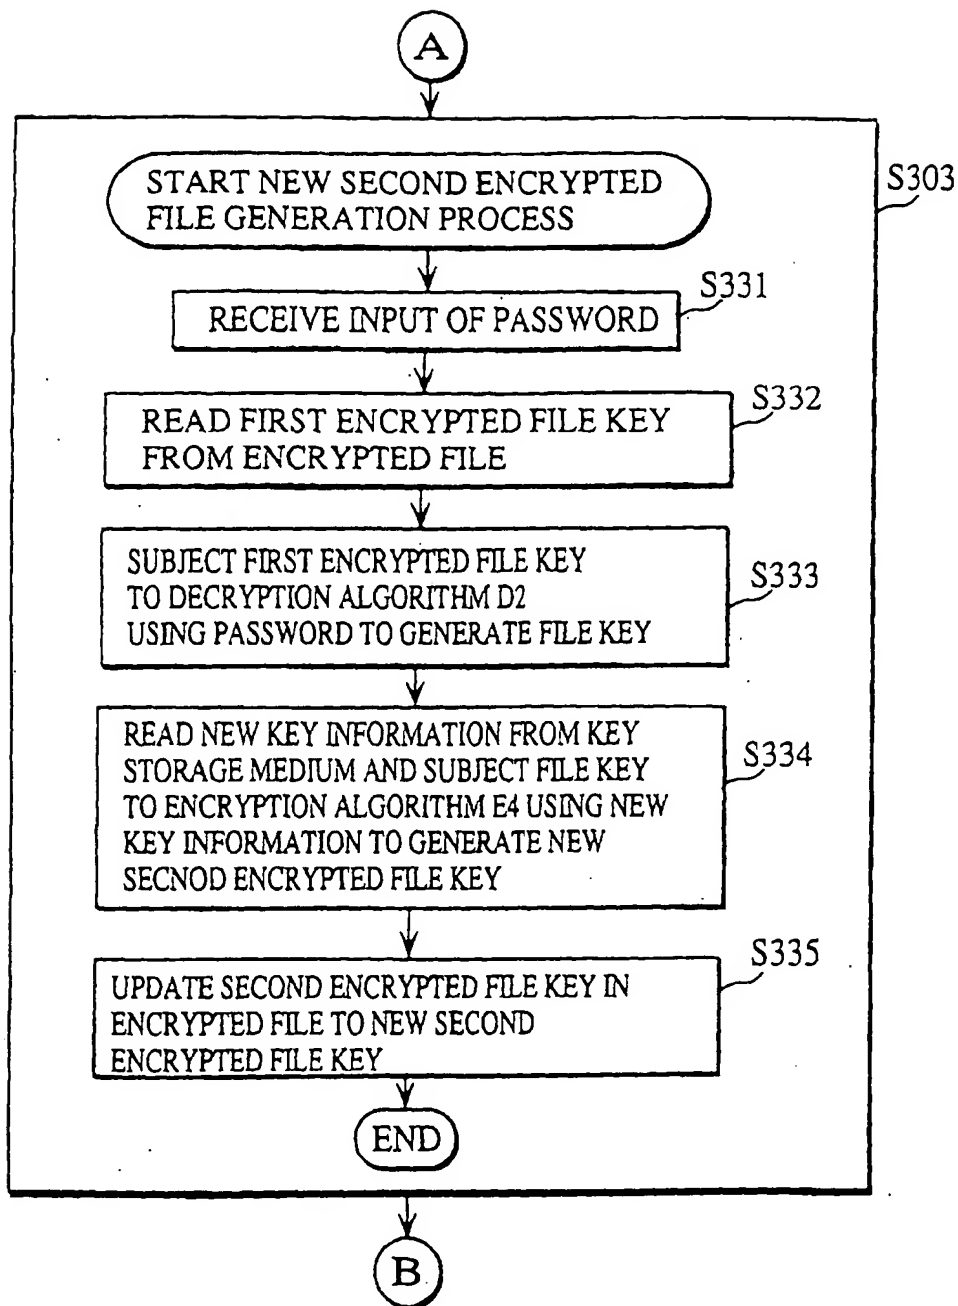 A
START NEW SECOND ENCRYPTED
FILE GENERATION PROCESS
S303
S331
RECEIVE INPUT OF PASSWORD
S332
READ FIRST ENCRYPTED FILE KEY
FROM ENCRYPTED FILE
S333
SUBJECT FIRST ENCRYPTED FILE KEY
TO DECRYPTION ALGORITHM D2
USING PASSWORD TO GENERATE FILE KEY
S334
READ NEW KEY INFORMATION FROM KEY
STORAGE MEDIUM AND SUBJECT FILE KEY
TO ENCRYPTION ALGORITHM E4 USING NEW
KEY INFORMATION TO GENERATE NEW
SECNOD ENCRYPTED FILE KEY
S335
UPDATE SECOND ENCRYPTED FILE KEY IN
ENCRYPTED FILE TO NEW SECOND
ENCRYPTED FILE KEY
END
B